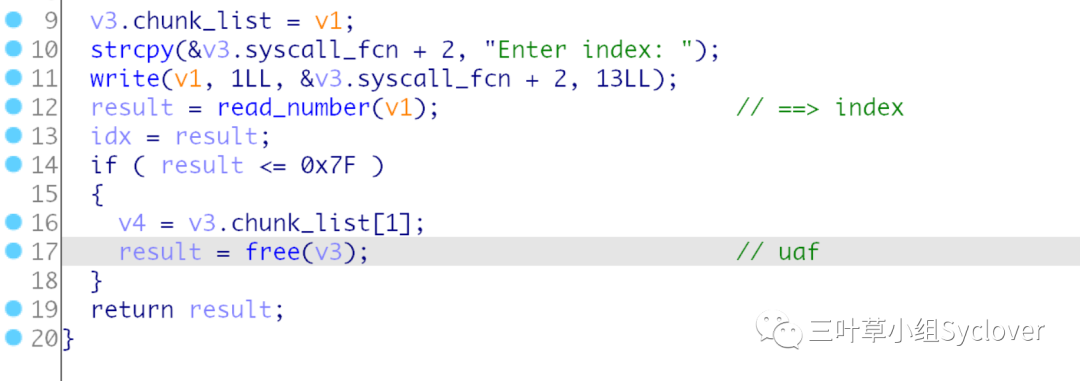 9 v3.chunk_list = v1;
10 strcpy(&v3.syscall_fcn + 2, "Enter index: ");
11 write(v1, 1LL, &v3.syscall_fcn + 2, 13LL);
12 result = read_number(v1); // ==> index
13 idx = result;
14 if ( result <= 0x7F )
15 {
16 v4 = v3.chunk_list[1];
17 result = free(v3); // uaf
18 }
19 return result;
20 }
三叶草小组Syclover